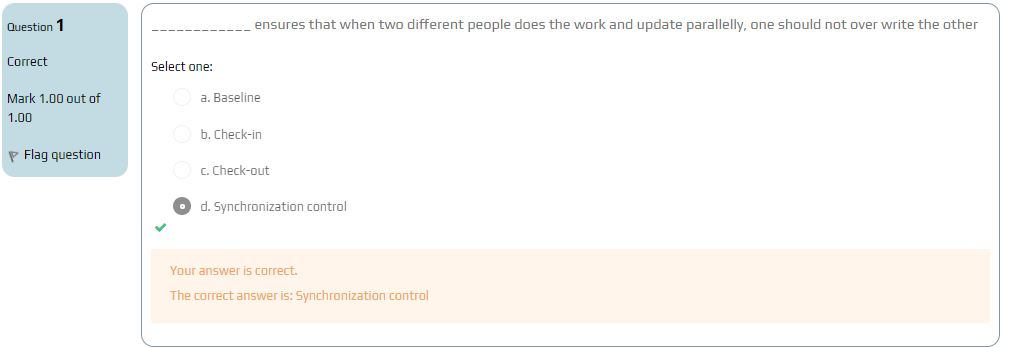 Question 1
Correct
Mark 1.00 out of
1.00
Flag question
____________ ensures that when two different people does the work and update parallelly, one should not over write the other
Select one:
a. Baseline
b. Check-in
c. Check-out
d. Synchronization control
Your answer is correct.
The correct answer is: Synchronization control